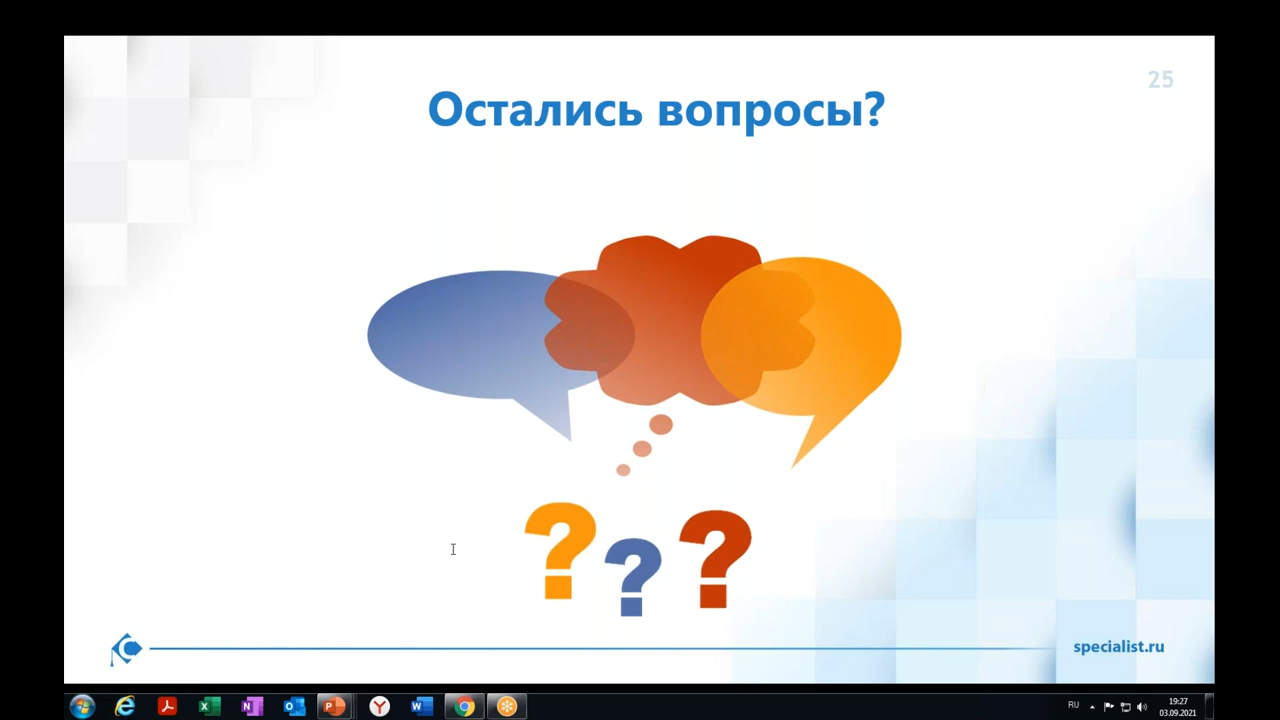 25
Остались вопросы?
? ? ?
specialist.ru
RU
19:27
03.09.2021